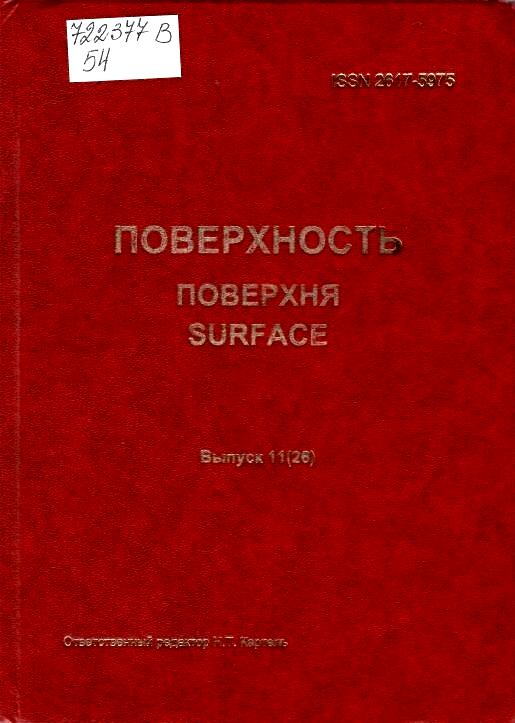 722377 В
54
ISSN 2617-5975
ПОВЕРХНОСТЬ
ПОВЕРХНЯ
SURFACE
Выпуск 11(26)
Ответственный редактор Н.Т. Картель